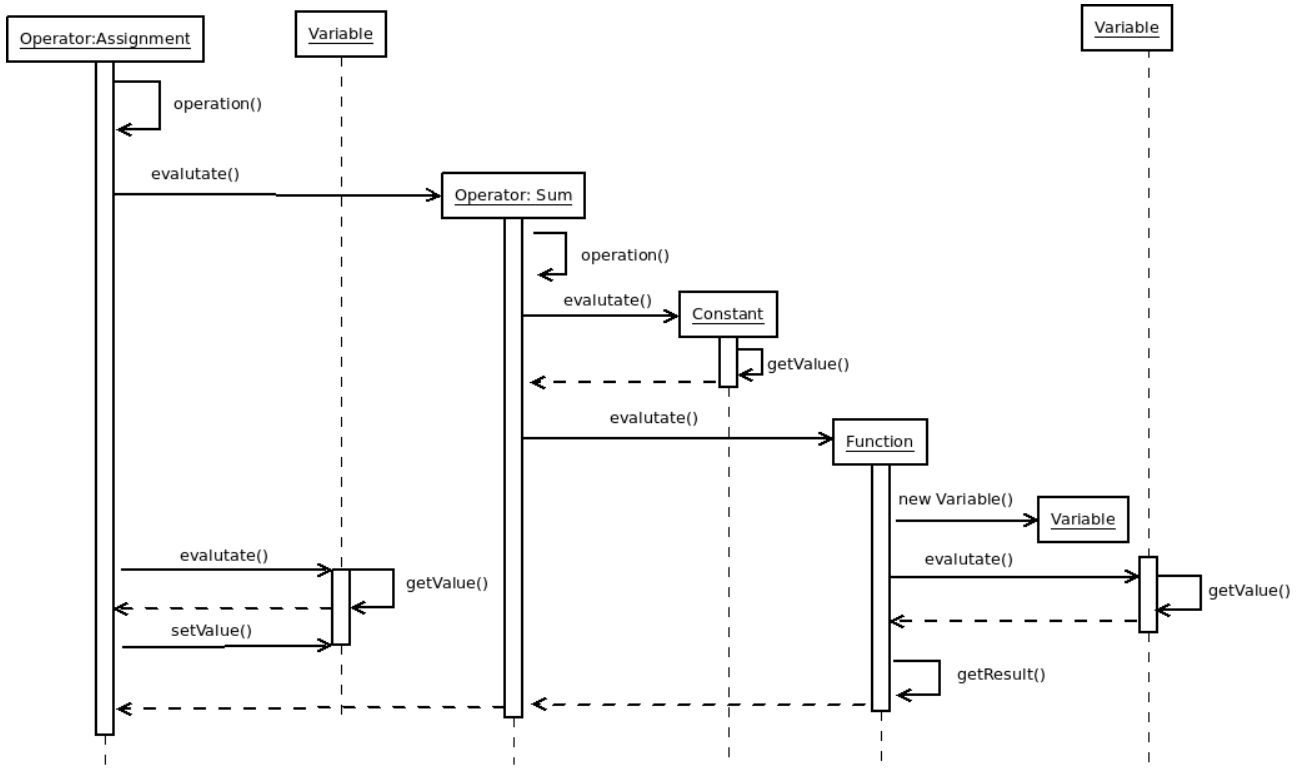 Operator:Assignment
Variable
Variable
operation()
evalutate()
Operator: Sum
operation()
evalutate()
Constant
getValue()
evalutate()
Function
new Variable()
Variable
evalutate()
getValue()
evalutate()
getValue()
setValue()
getResult()